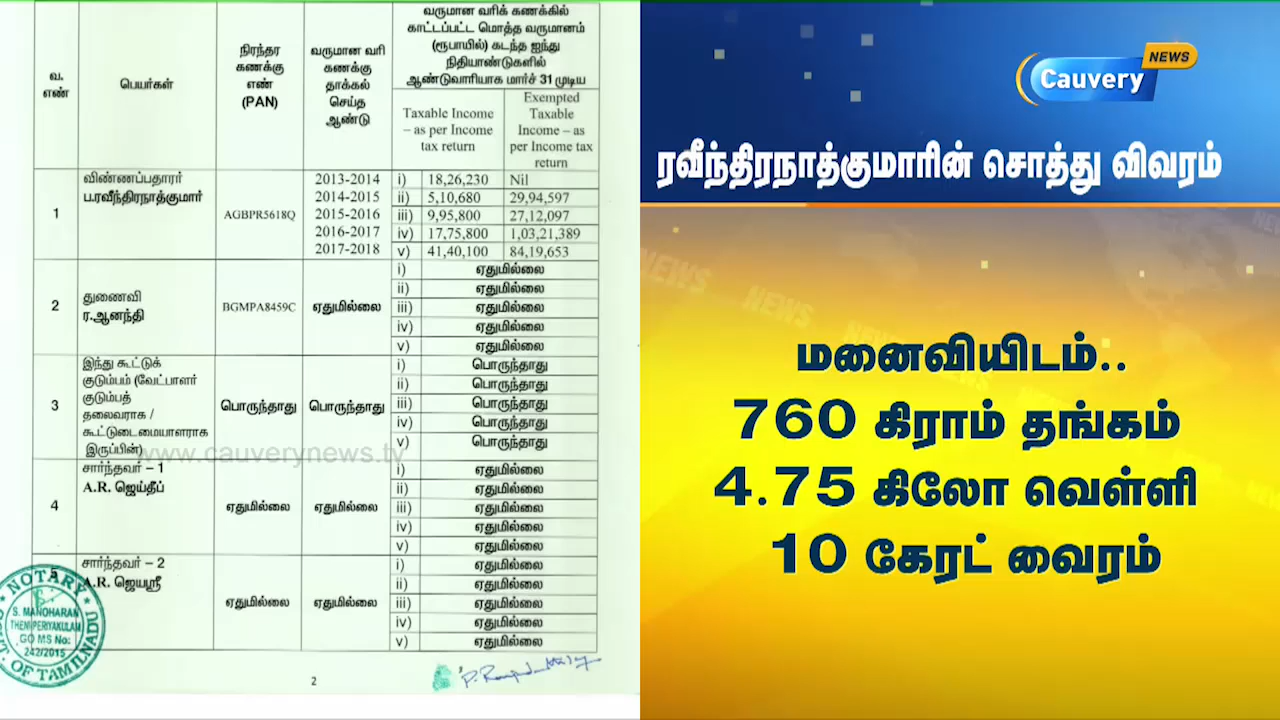 வ. எண்
பெயர்கள்
நிரந்தர கணக்கு எண் (PAN)
வருமான வரி கணக்கு தாக்கல் செய்த ஆண்டு
வருமான வரிக் கணக்கில்
காட்டப்பட்ட மொத்த வருமானம்
(ரூபாயில்) கடந்த ஐந்து
நிதியாண்டுகளில்
ஆண்டுவாரியாக மார்ச் 31 முடிய
Taxable Income – as per Income tax return
Exempted Taxable Income – as per Income tax return
1
விண்ணப்பதாரர்
ப.ரவீந்திரநாத்குமார்
AGBPR5618Q
2013-2014 i) 18,26,230 Nil
2014-2015 ii) 5,10,680 29,94,597
2015-2016 iii) 9,95,800 27,12,097
2016-2017 iv) 17,75,800 1,03,21,389
2017-2018 v) 41,40,100 84,19,653
2
துணைவி
ர.ஆனந்தி
BGMPA8459C
ஏதுமில்லை
i) ஏதுமில்லை
ii) ஏதுமில்லை
iii) ஏதுமில்லை
iv) ஏதுமில்லை
v) ஏதுமில்லை
3
இந்து கூட்டுக்
குடும்பம் (வேட்பாளர்
குடும்பத்
தலைவராக /
கூட்டுடைமையாளராக
இருப்பின்)
பொருந்தாது
பொருந்தாது
i) பொருந்தாது
ii) பொருந்தாது
iii) பொருந்தாது
iv) பொருந்தாது
v) பொருந்தாது
www.cauverynews.tv
4
சார்ந்தவர் – 1
A.R. ஜெய்தீப்
ஏதுமில்லை
ஏதுமில்லை
i) ஏதுமில்லை
ii) ஏதுமில்லை
iii) ஏதுமில்லை
iv) ஏதுமில்லை
v) ஏதுமில்லை
சார்ந்தவர் – 2
A.R. ஜெயஸ்ரீ
ஏதுமில்லை
ஏதுமில்லை
i) ஏதுமில்லை
ii) ஏதுமில்லை
iii) ஏதுமில்லை
iv) ஏதுமில்லை
v) ஏதுமில்லை
NOTARY
S. MANOHARAN
THENI PERIYAKULAM
GO MS No:
242/2015
GOVT. OF TAMILNADU
2
Cauvery NEWS
ரவீந்திரநாத்குமாரின் சொத்து விவரம்
மனைவியிடம்..
760 கிராம் தங்கம்
4.75 கிலோ வெள்ளி
10 கேரட் வைரம்